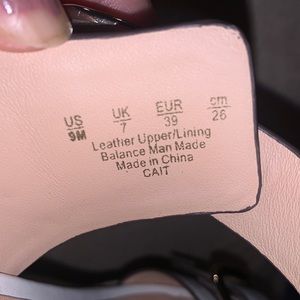 US UK EUR cm
9M 7 39 26
Leather Upper/Lining
Balance Man Made
Made in China
CAIT